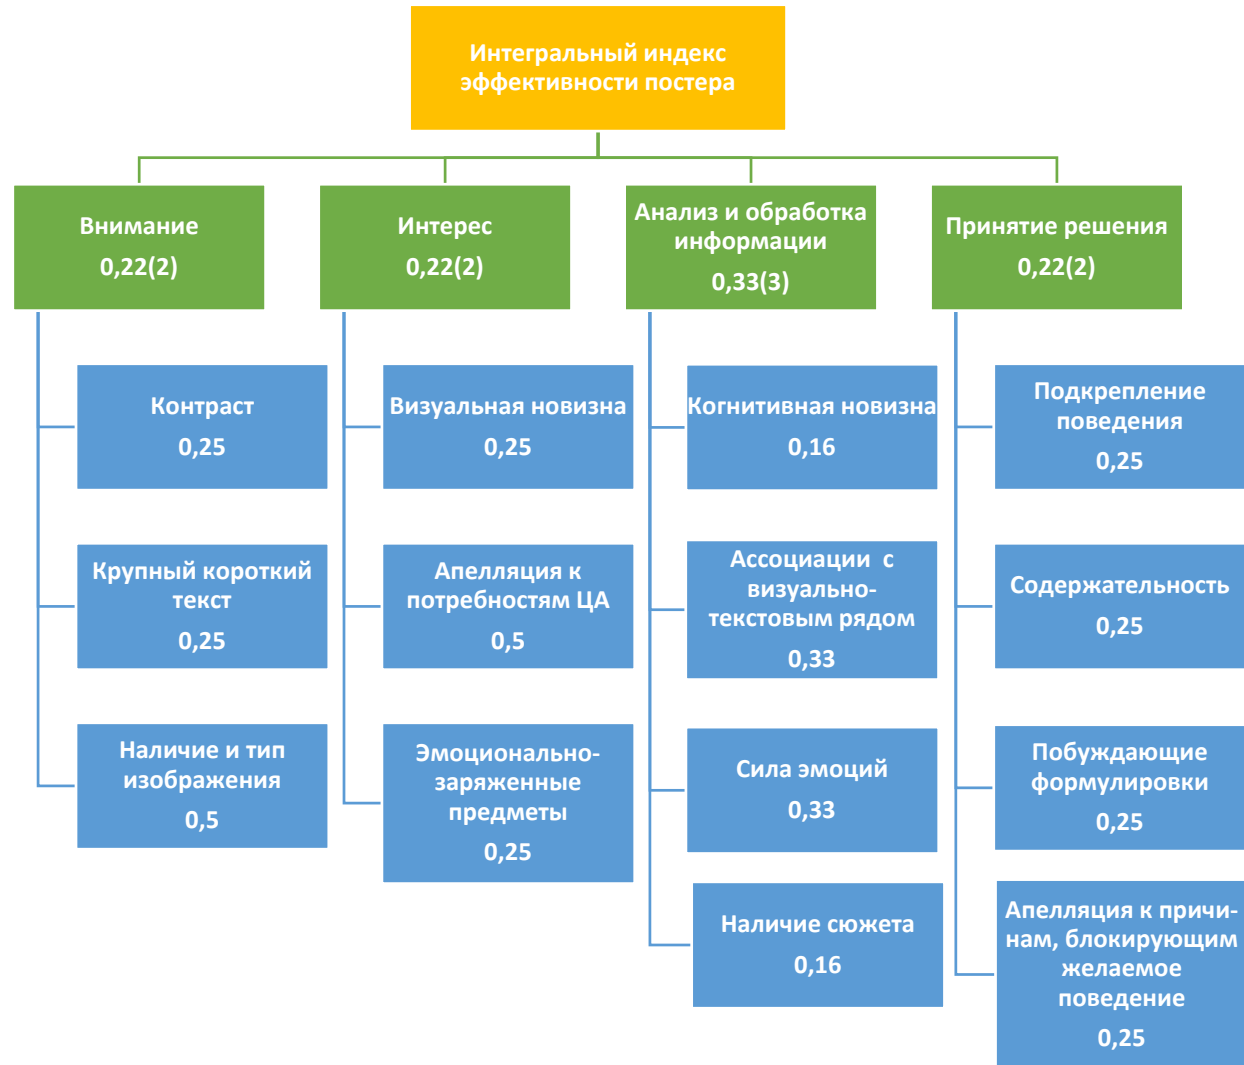 Интегральный индекс
эффективности постера
Внимание
0,22(2)
Интерес
0,22(2)
Анализ и обработка
информации
0,33(3)
Принятие решения
0,22(2)
Контраст
0,25
Визуальная новизна
0,25
Когнитивная новизна
0,16
Подкрепление
поведения
0,25
Крупный короткий
текст
0,25
Апелляция к
потребностям ЦА
0,5
Ассоциации с
визуально-
текстовым рядом
0,33
Содержательность
0,25
Наличие и тип
изображения
0,5
Эмоционально-
заряженные
предметы
0,25
Сила эмоций
0,33
Побуждающие
формулировки
0,25
Наличие сюжета
0,16
Апелляция к причи-
нам, блокирующим
желаемое
поведение
0,25